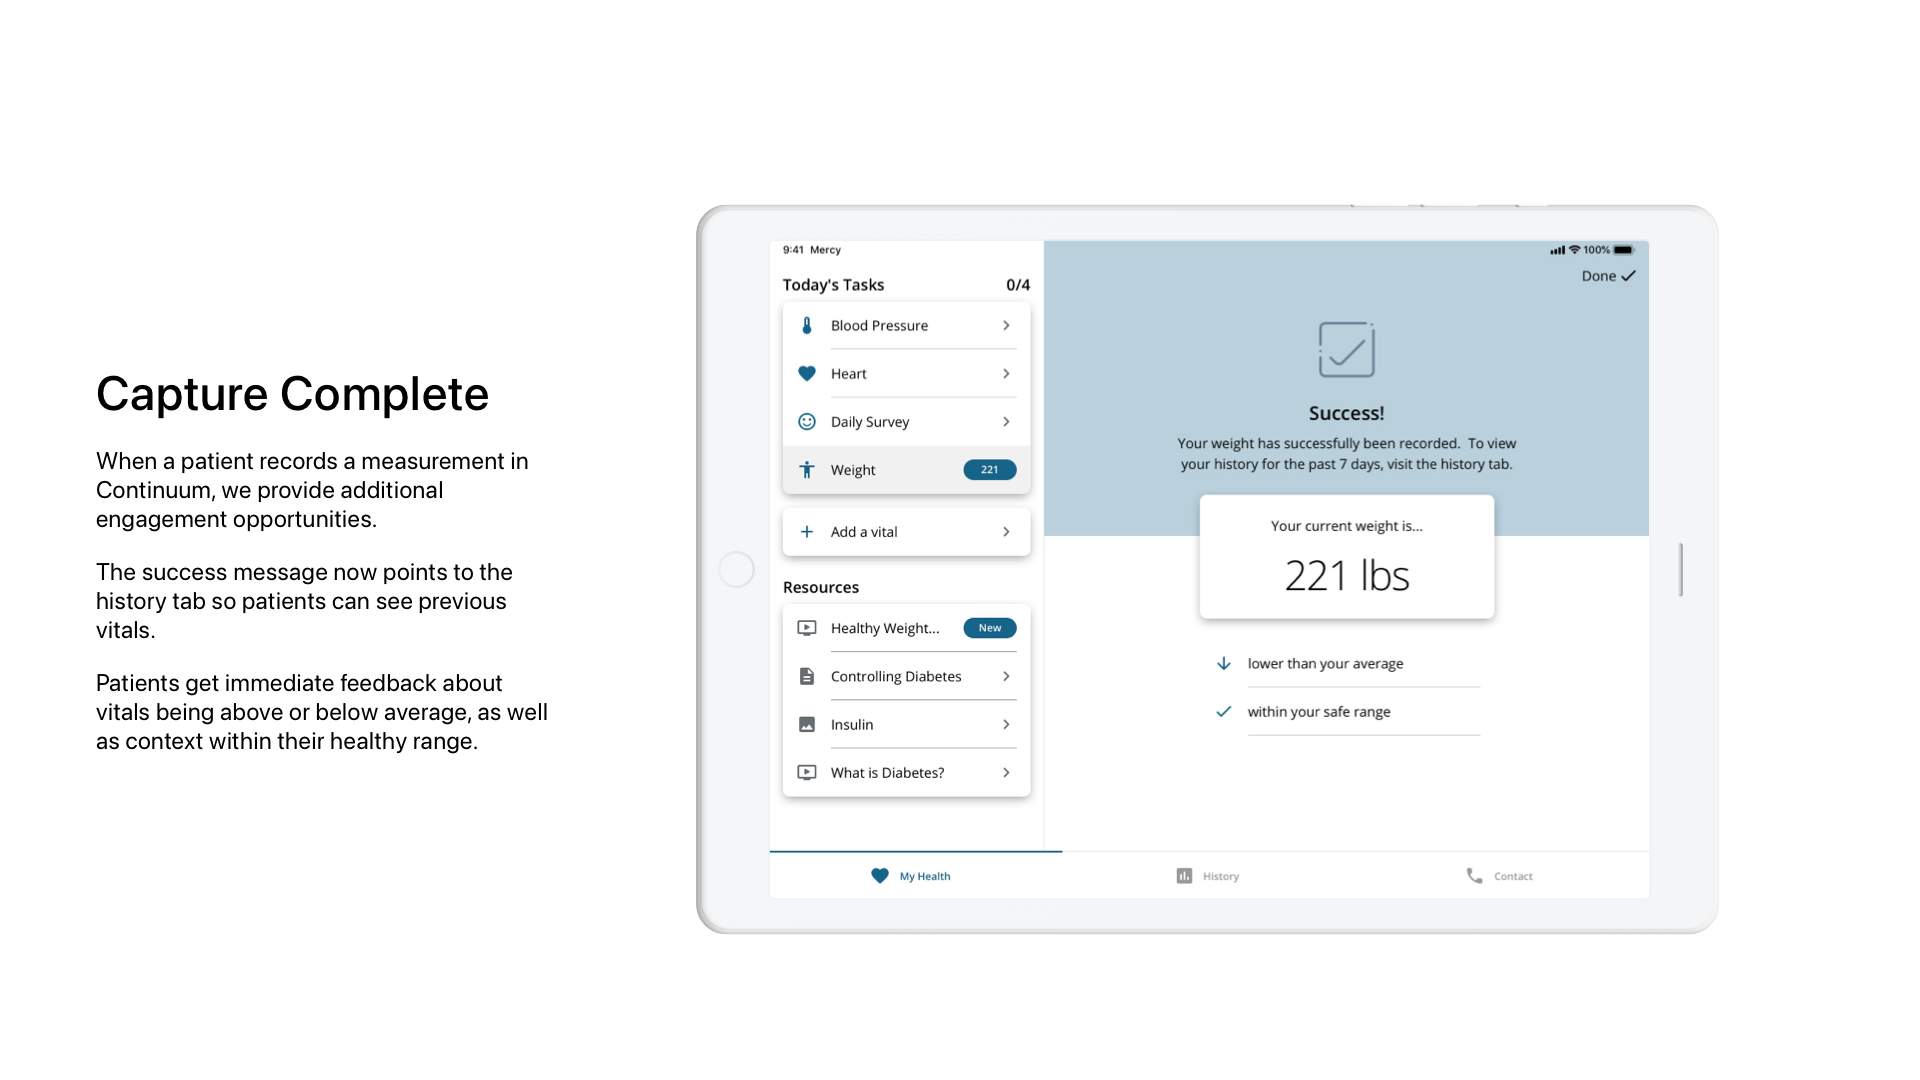 Capture Complete
When a patient records a measurement in
Continuum, we provide additional
engagement opportunities.
The success message now points to the
history tab so patients can see previous
vitals.
Patients get immediate feedback about
vitals being above or below average, as well
as context within their healthy range.
9:41 Mercy
Today's Tasks 0/4
Blood Pressure
Heart
Daily Survey
Weight 221
Add a vital
Resources
Healthy Weight... New
Controlling Diabetes
Insulin
What is Diabetes?
100%
Done
Success!
Your weight has successfully been recorded. To view
your history for the past 7 days, visit the history tab.
Your current weight is...
221 lbs
lower than your average
within your safe range
My Health
History
Contact